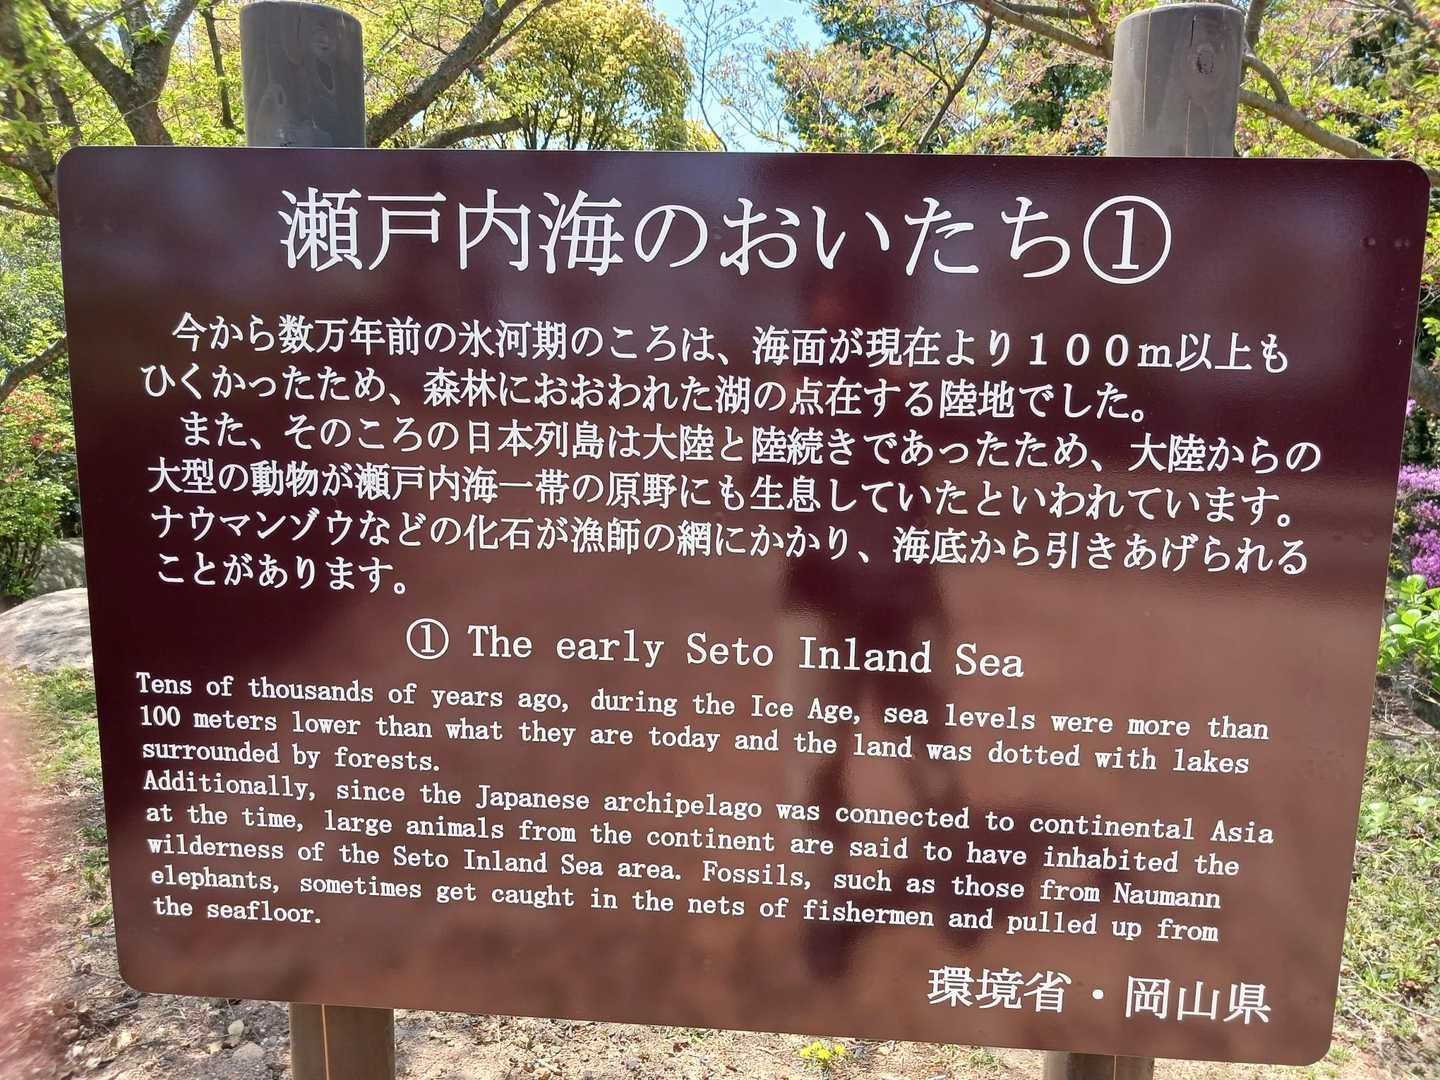 瀬戸内海のおいたち①
今から数万年前の氷河期のころは、海面が現在より１００ｍ以上も
ひくかったため、森林におおわれた湖の点在する陸地でした。
また、そのころの日本列島は大陸と陸続きであったため、大陸からの
大型の動物が瀬戸内海一帯の原野にも生息していたといわれています。
ナウマンゾウなどの化石が漁師の網にかかり、海底から引きあげられる
ことがあります。
① The early Seto Inland Sea
Tens of thousands of years ago, during the Ice Age, sea levels were more than
100 meters lower than what they are today and the land was dotted with lakes
surrounded by forests.
Additionally, since the Japanese archipelago was connected to continental Asia
at the time, large animals from the continent are said to have inhabited the
wilderness of the Seto Inland Sea area. Fossils, such as those from Naumann
elephants, sometimes get caught in the nets of fishermen and pulled up from
the seafloor.
環境省・岡山県